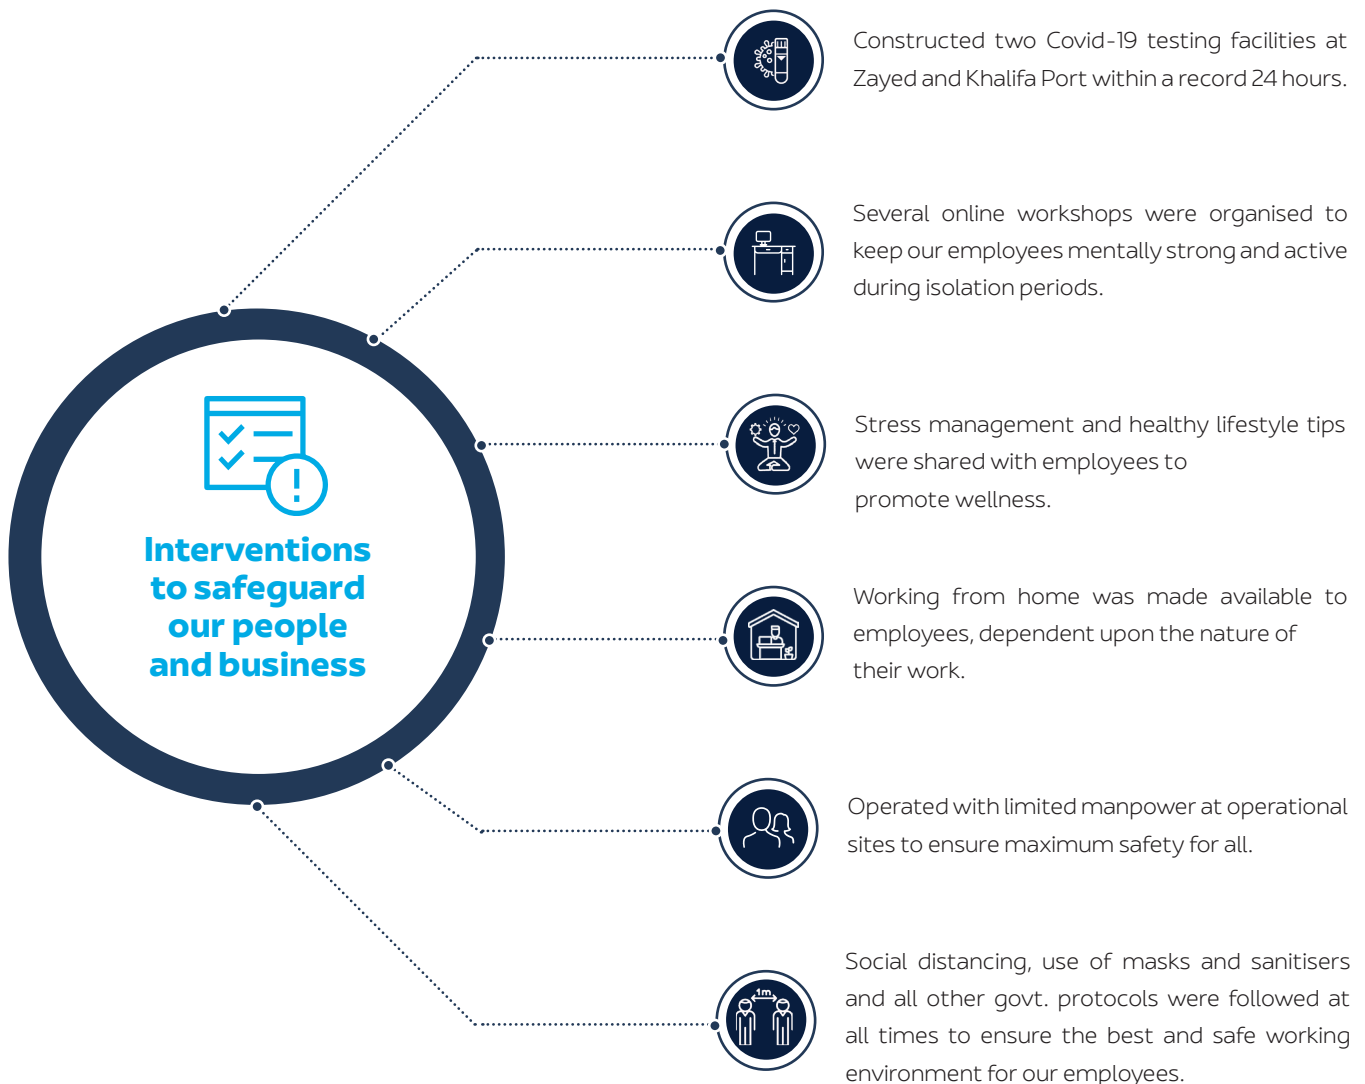 Constructed two Covid-19 testing facilities at
Zayed and Khalifa Port within a record 24 hours.
Several online workshops were organised to
keep our employees mentally strong and active
during isolation periods.
Stress management and healthy lifestyle tips
were shared with employees to
promote wellness.
Interventions
to safeguard
our people
and business
Working from home was made available to
employees, dependent upon the nature of
their work.
Operated with limited manpower at operational
sites to ensure maximum safety for all.
1m
Social distancing, use of masks and sanitisers
and all other govt. protocols were followed at
all times to ensure the best and safe working
environment for our employees.